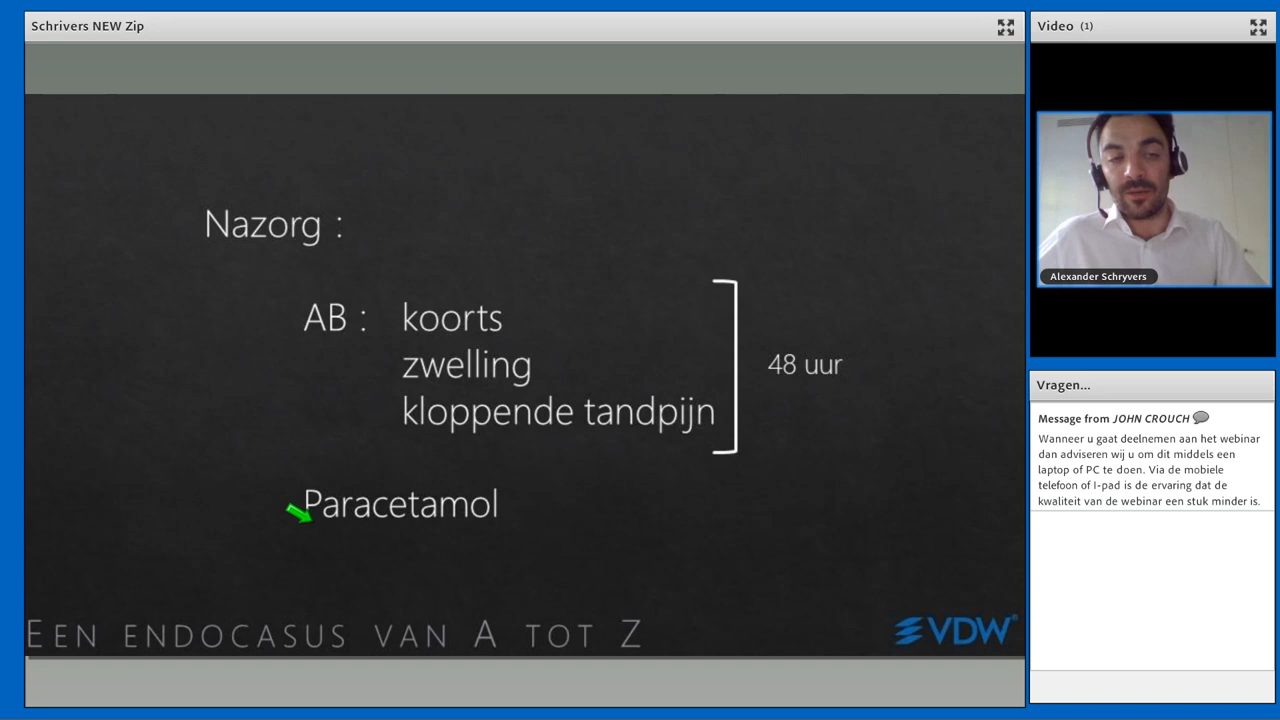 Schrivers NEW Zip
Nazorg :
AB : koorts
zwelling
kloppende tandpijn
48 uur
Paracetamol
EEN ENDOCASUS VAN A TOT Z
VDW
Video (1)
Alexander Schryvers
Vragen...
Message from JOHN CROUCH
Wanneer u gaat deelnemen aan het webinar
dan adviseren wij u om dit middels een
laptop of PC te doen. Via de mobiele
telefoon of I-pad is de ervaring dat de
kwaliteit van de webinar een stuk minder is.